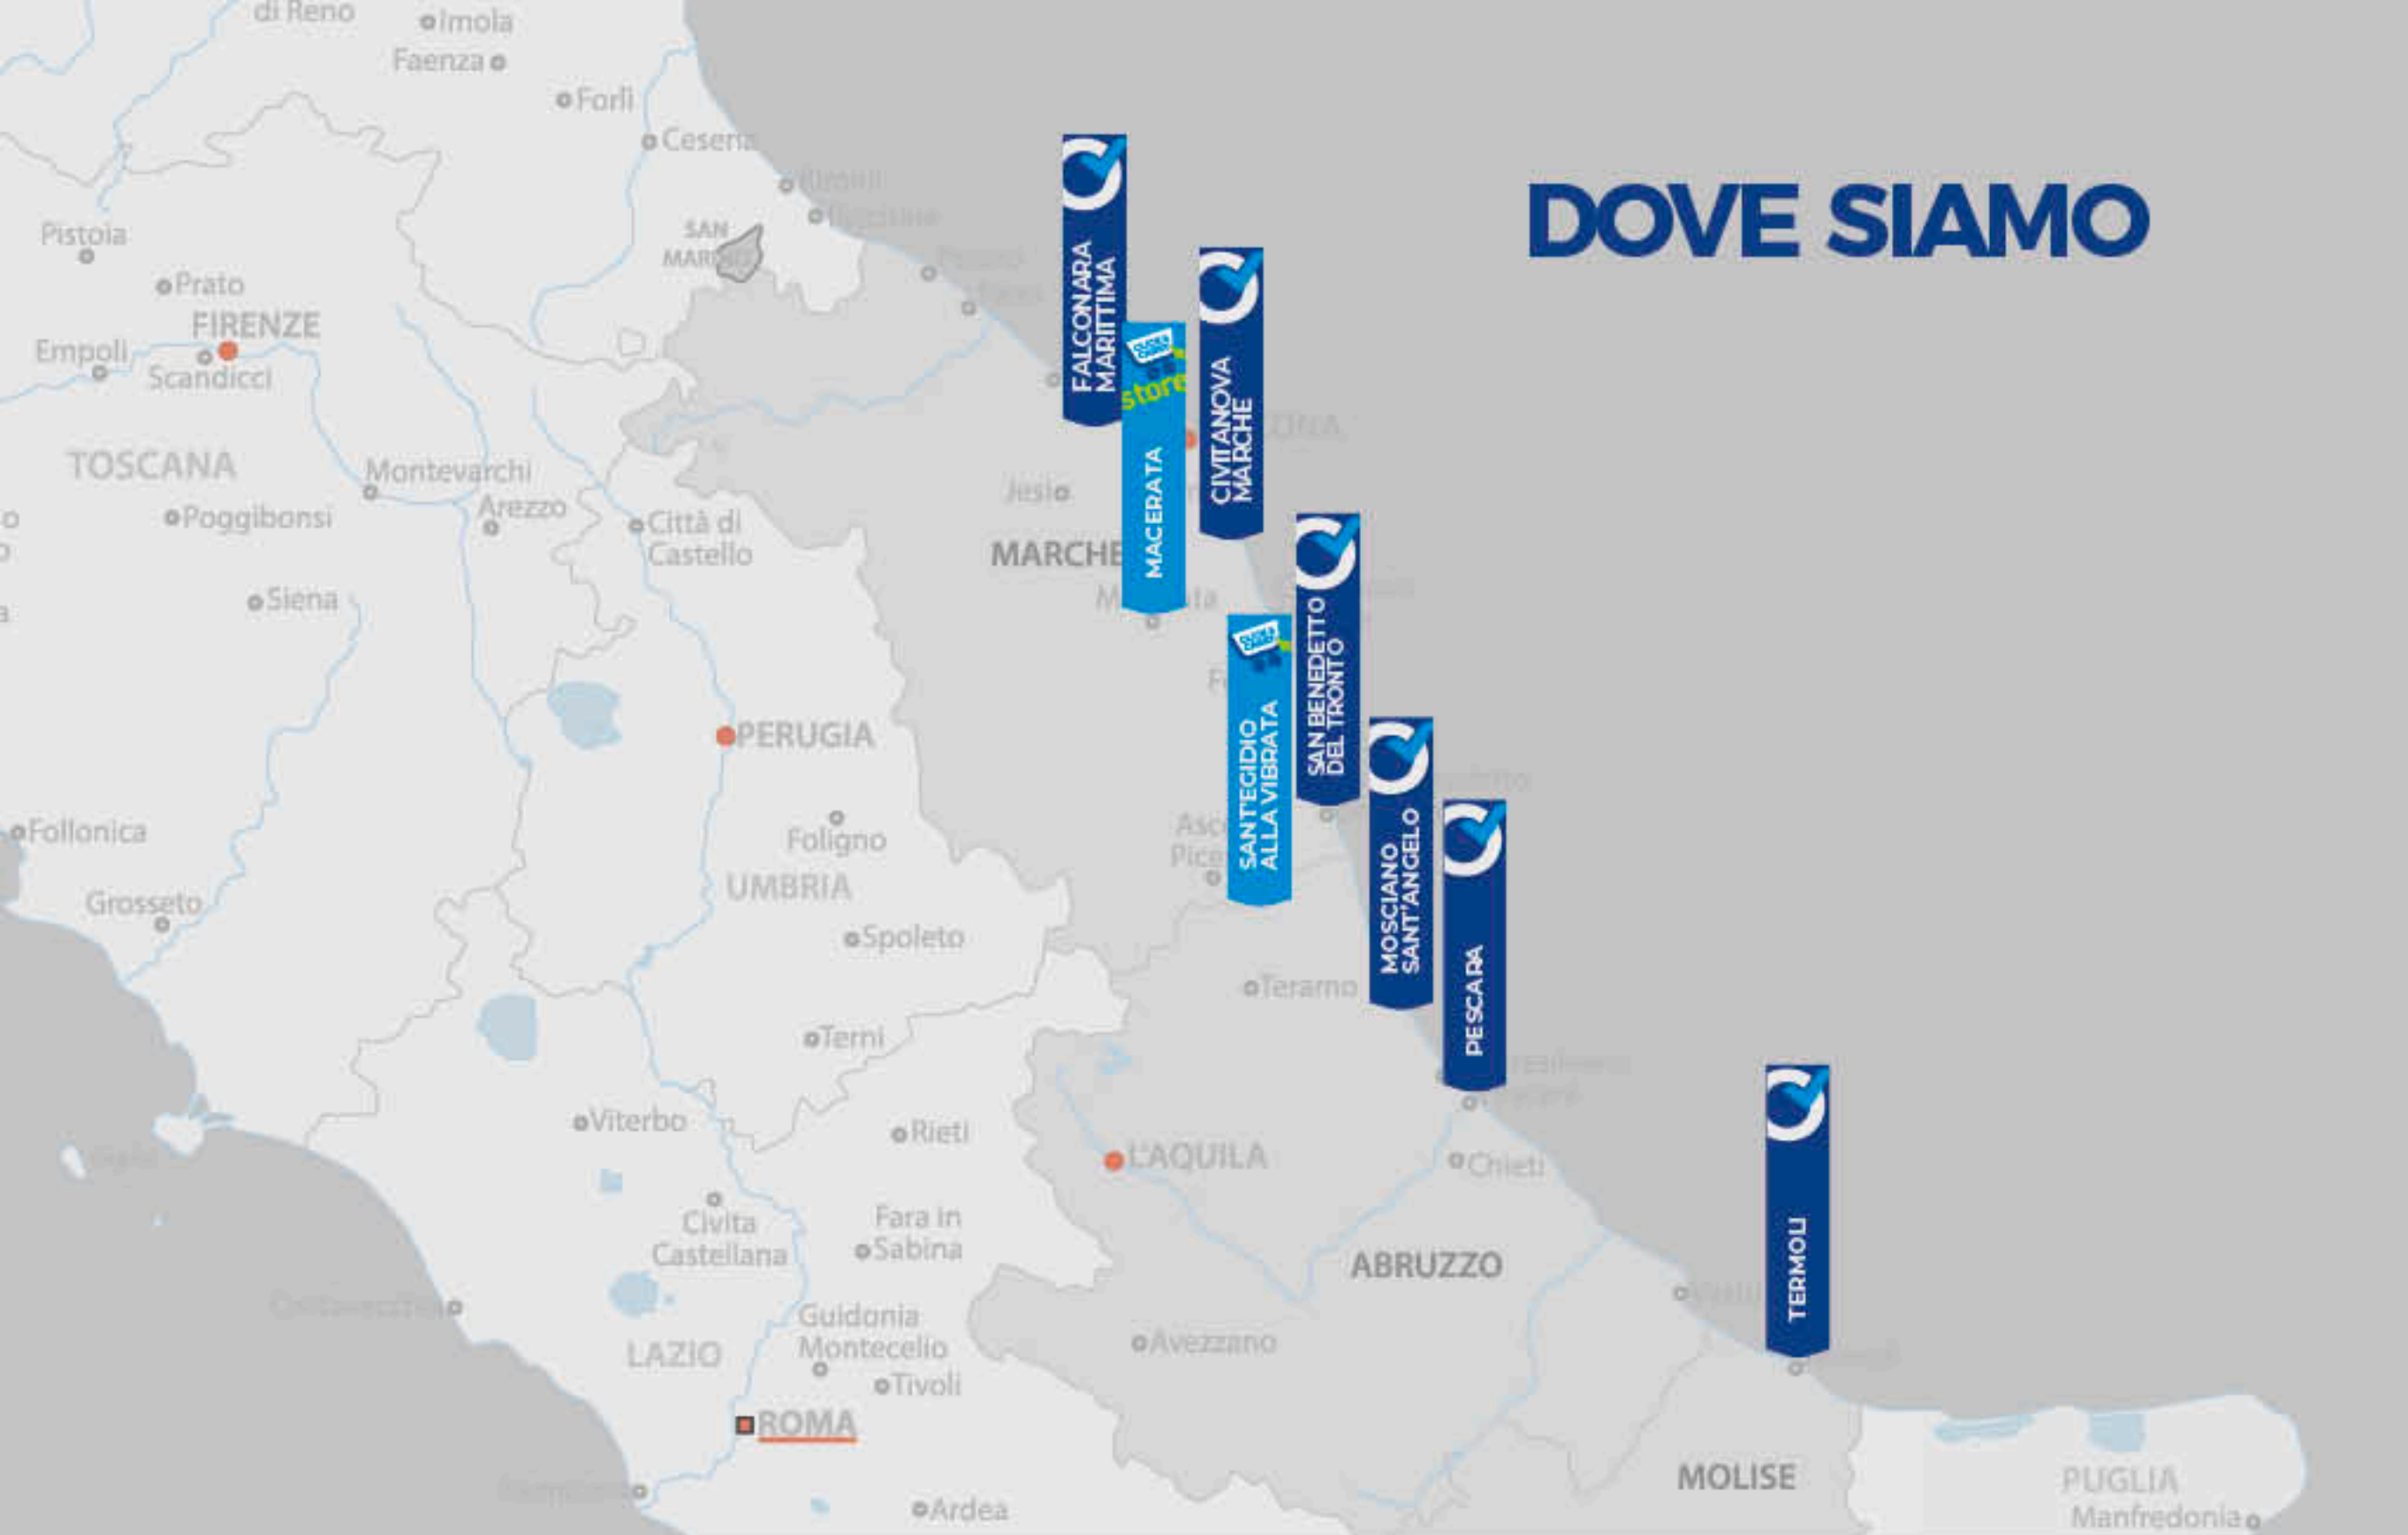 di Reno
Imola
Faenza
Forlì
Cesena
SAN
MARINO
DOVE SIAMO
Pistoia
Prato
FIRENZE
Empoli
Scandicci
FALCONARA
MARITTIMA
store
CIVITANOVA
MARCHE
MACERATA
TOSCANA
Montevarchi
Poggibonsi
Arezzo
Città di
Castello
Jesi
MARCHE
Siena
SAN BENEDETTO
DEL TRONTO
SANT'EGIDIO
ALLA VIBRATA
PERUGIA
MOSCIANO
SANT'ANGELO
PESCARA
Follonica
Foligno
UMBRIA
Grosseto
Spoleto
Teramo
Terni
Viterbo
Rieti
L'AQUILA
Chieti
TERMOLI
Civita
Castellana
Fara in
Sabina
ABRUZZO
Guidonia
Montecelio
LAZIO
Avezzano
Tivoli
ROMA
MOLISE
PUGLIA
Manfredonia
Ardea